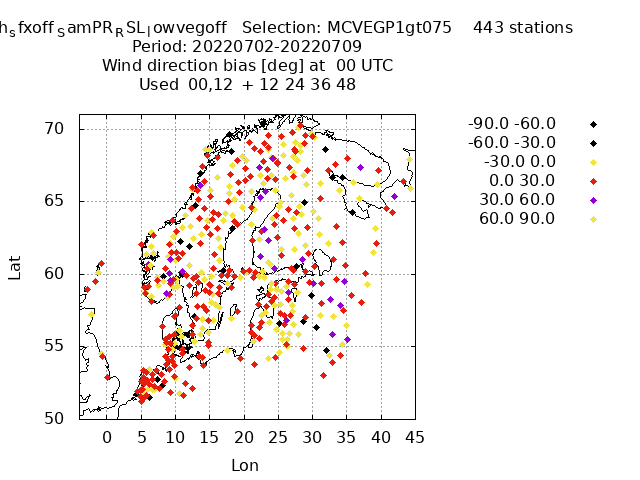 h_sfxoff_SamPR_RSL_lowvegoff Selection: MCVEGP1gt075 443 stations
Period: 20220702-20220709
Wind direction bias [deg] at 00 UTC
Used 00,12 + 12 24 36 48
-90.0 -60.0
-60.0 -30.0
-30.0 0.0
0.0 30.0
30.0 60.0
60.0 90.0
70
65
60
55
50
Lat
0 5 10 15 20 25 30 35 40 45
Lon